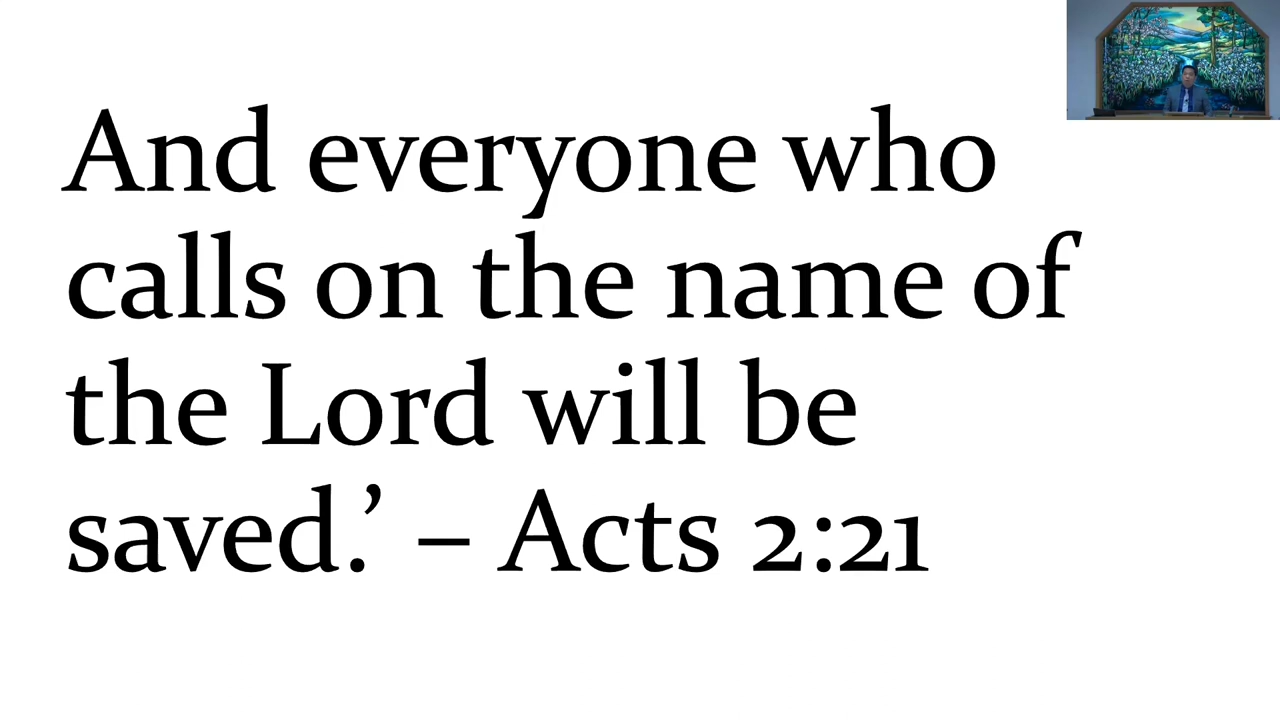 And everyone who
calls on the name of
the Lord will be
saved.’ – Acts 2:21